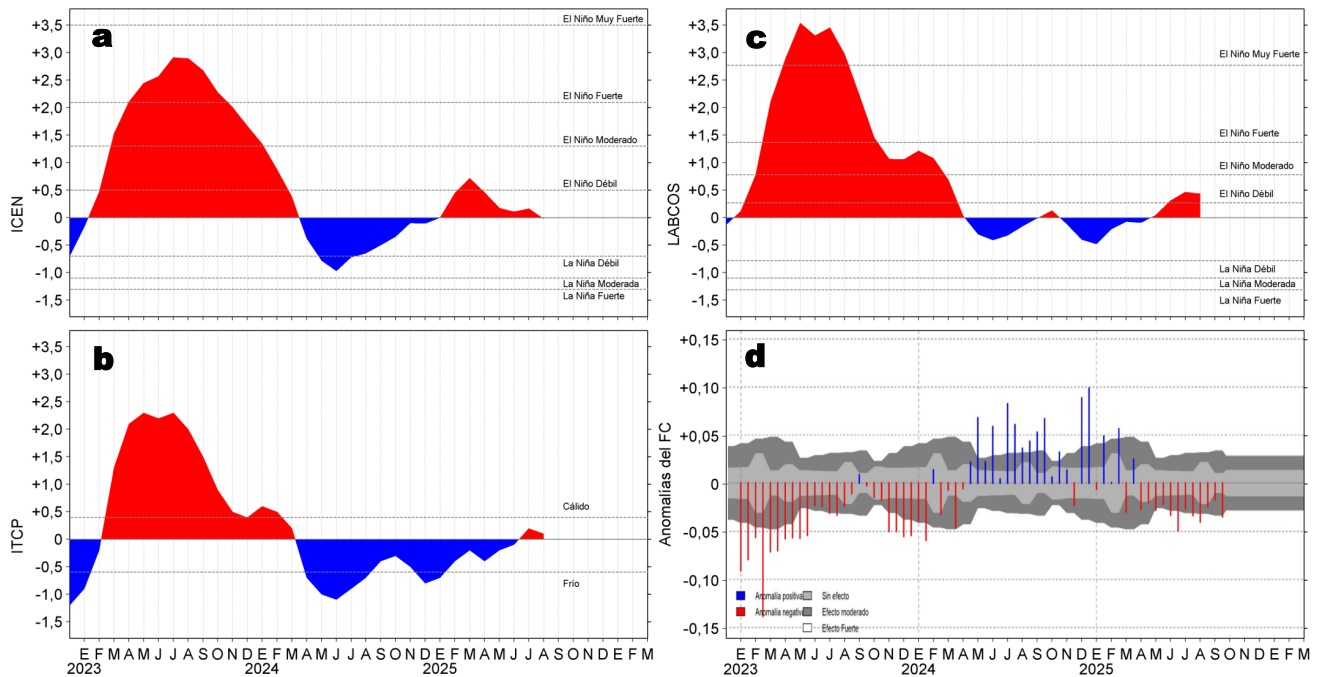 a
ICEN
+3,5
+3,0
+2,5
+2,0
+1,5
+1,0
+0,5
0
-0,5
-1,0
-1,5
El Niño Muy Fuerte
El Niño Fuerte
El Niño Moderado
El Niño Débil
La Niña Débil
La Niña Moderada
La Niña Fuerte
c
LABCOS
+3,5
+3,0
+2,5
+2,0
+1,5
+1,0
+0,5
0
-0,5
-1,0
-1,5
El Niño Muy Fuerte
El Niño Fuerte
El Niño Moderado
El Niño Débil
La Niña Débil
La Niña Moderada
La Niña Fuerte
b
ITCP
+3,5
+3,0
+2,5
+2,0
+1,5
+1,0
+0,5
0
-0,5
-1,0
-1,5
Cálido
Frío
E F M A M J J A S O N D E F M A M J J A S O N D E F M A M J J A S O N D E F M
2023 2024 2025
d
Anomalías del FC
+0,15
+0,10
+0,05
0
-0,05
-0,10
-0,15
Anomalía positiva
Anomalía negativa
Sin efecto
Efecto moderado
Efecto Fuerte
E F M A M J J A S O N D E F M A M J J A S O N D E F M A M J J A S O N D E F M
2023 2024 2025